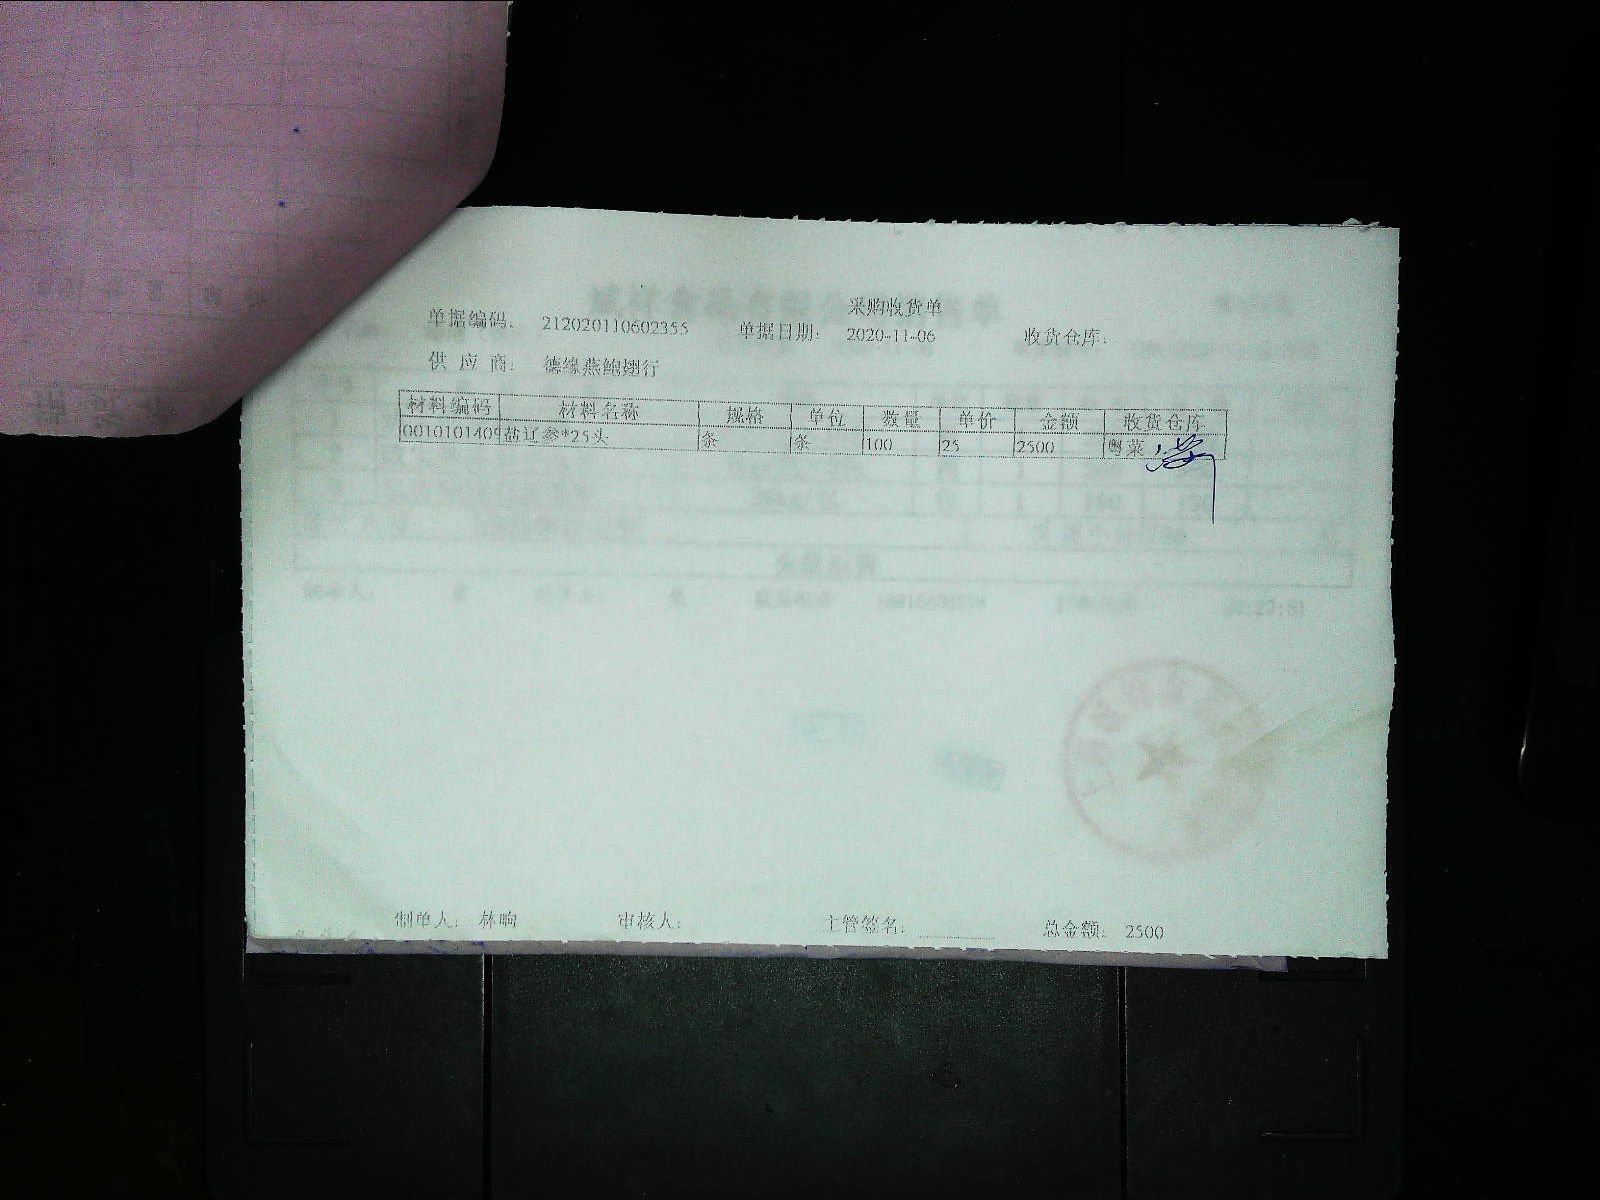 采购收货单
单据编码: 212020110602355 单据日期: 2020-11-06 收货仓库:
供 应 商: 德缘燕鲍翅行
材料编码 材料名称 规格 单位 数量 单价 金额 收货仓库
0010101409 盐辽参*25头 条 条 100 25 2500 粤菜
制单人: 林晌 审核人: 主管签名: 总金额: 2500